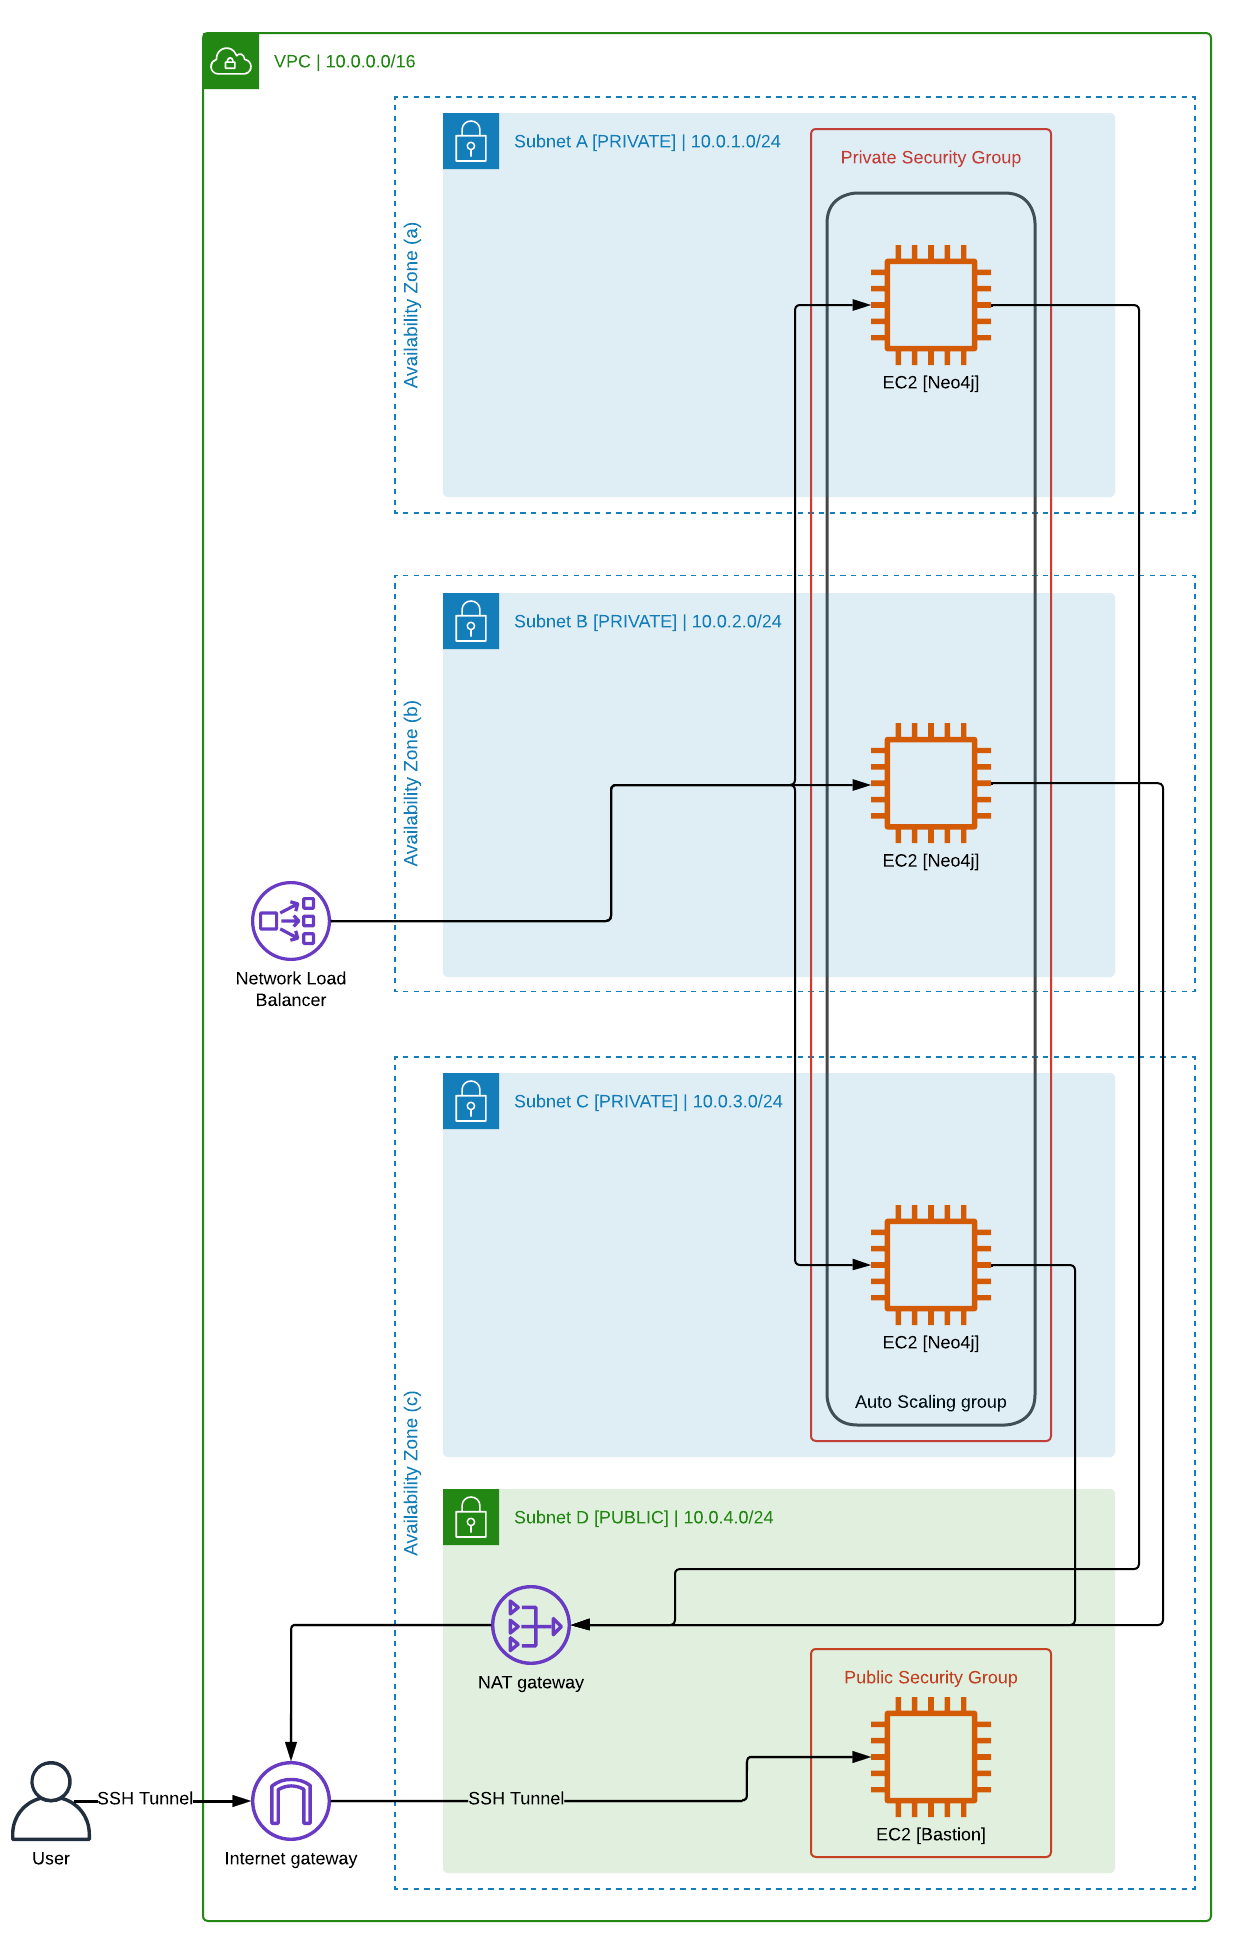 VPC | 10.0.0.0/16
Subnet A [PRIVATE] | 10.0.1.0/24
Private Security Group
Availability Zone (a)
EC2 [Neo4j]
Subnet B [PRIVATE] | 10.0.2.0/24
Availability Zone (b)
EC2 [Neo4j]
Network Load
Balancer
Subnet C [PRIVATE] | 10.0.3.0/24
EC2 [Neo4j]
Auto Scaling group
Availability Zone (c)
Subnet D [PUBLIC] | 10.0.4.0/24
NAT gateway
Public Security Group
SSH Tunnel
SSH Tunnel
EC2 [Bastion]
User
Internet gateway